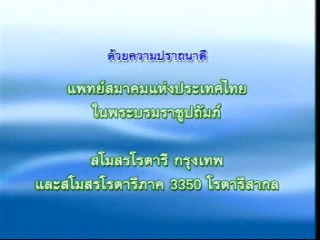 ด้วยความปรารถนาดี
แพทย์สมาคมแห่งประเทศไทย
ในพระบรมราชูปถัมภ์
สโมสรโรตารี กรุงเทพ
และสโมสรโรตารีภาค 3350 โรตารีสากล